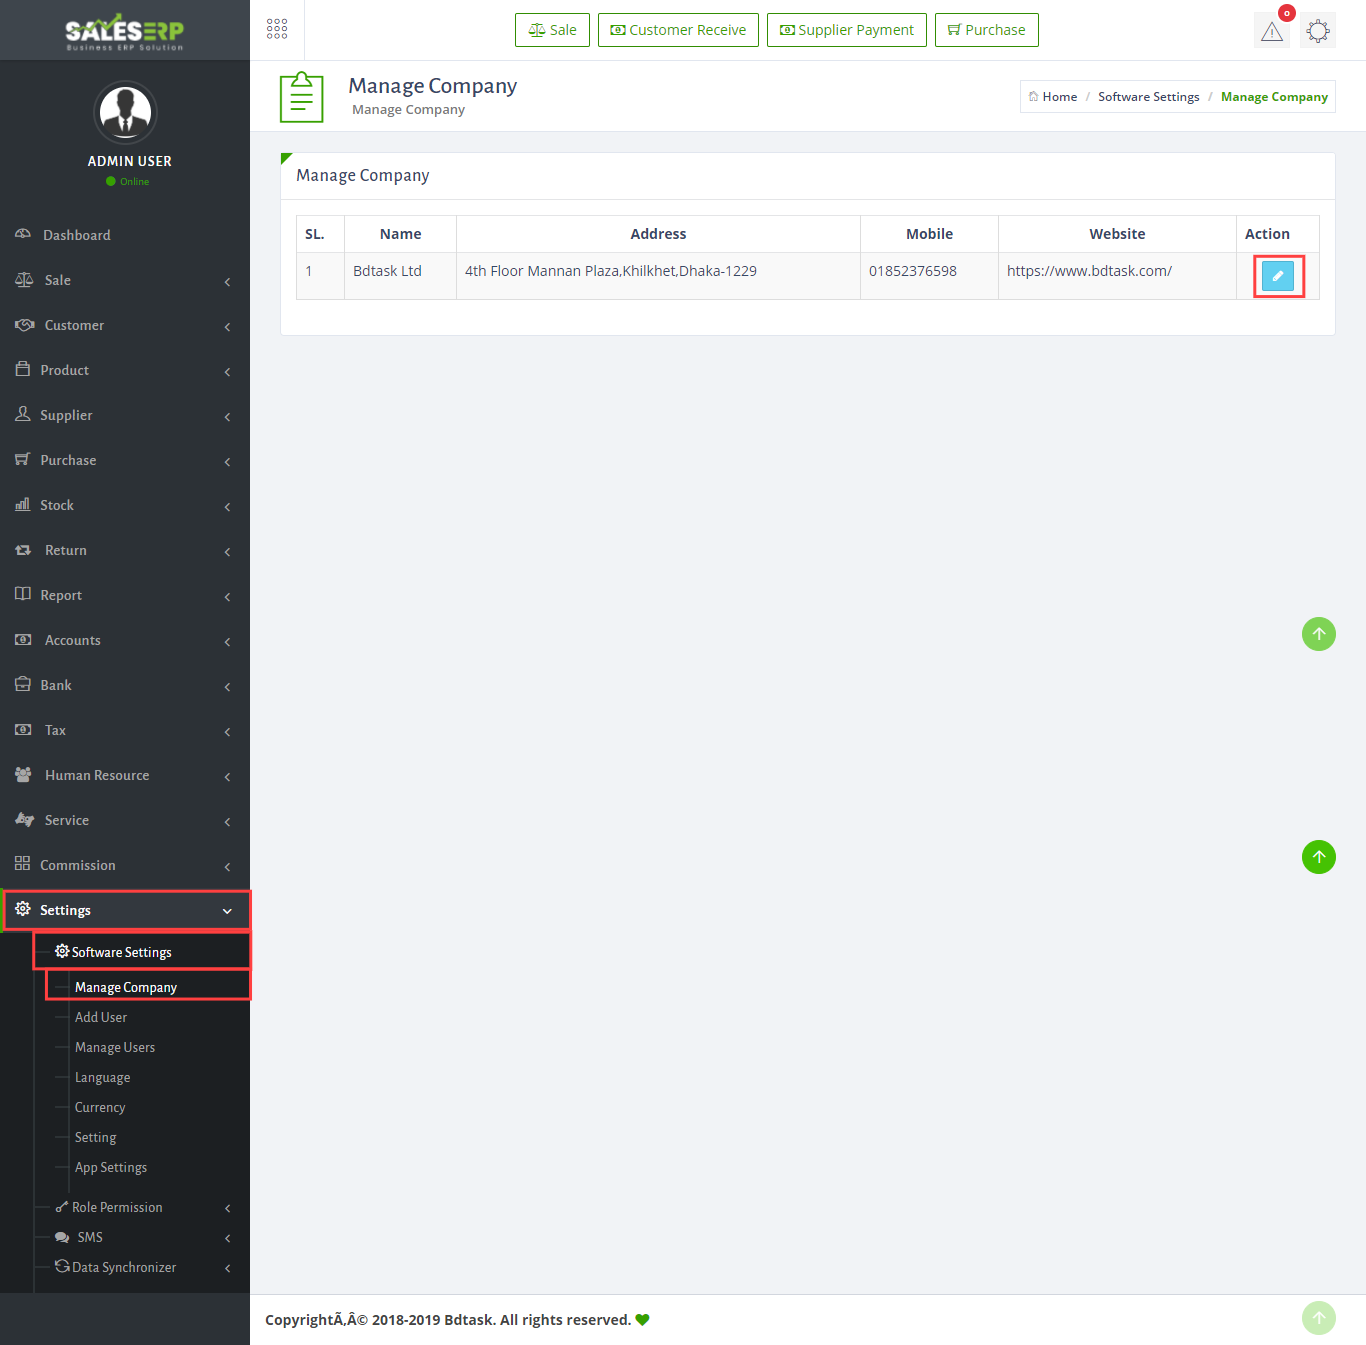 SALESERP
Business ERP Solution
Sale
Customer Receive
Supplier Payment
Purchase
0
ADMIN USER
Online
Manage Company
Manage Company
Home / Software Settings / Manage Company
Dashboard
Sale
Customer
Product
Supplier
Purchase
Stock
Return
Report
Accounts
Bank
Tax
Human Resource
Service
Commission
Settings
Software Settings
Manage Company
Add User
Manage Users
Language
Currency
Setting
App Settings
Role Permission
SMS
Data Synchronizer
Manage Company
SL. Name Address Mobile Website Action
1 Bdtask Ltd 4th Floor Mannan Plaza,Khilkhet,Dhaka-1229 01852376598 https://www.bdtask.com/
CopyrightÃ‚Â© 2018-2019 Bdtask. All rights reserved.